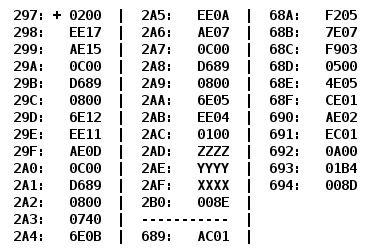 297: + 0200 | 2A5: EE0A | 68A: F205
298: EE17 | 2A6: AE07 | 68B: 7E07
299: AE15 | 2A7: 0C00 | 68C: F903
29A: 0C00 | 2A8: D689 | 68D: 0500
29B: D689 | 2A9: 0800 | 68E: 4E05
29C: 0800 | 2AA: 6E05 | 68F: CE01
29D: 6E12 | 2AB: EE04 | 690: AE02
29E: EE11 | 2AC: 0100 | 691: EC01
29F: AE0D | 2AD: ZZZZ | 692: 0A00
2A0: 0C00 | 2AE: YYYY | 693: 01B4
2A1: D689 | 2AF: XXXX | 694: 008D
2A2: 0800 | 2B0: 008E |
2A3: 0740 | ----------- |
2A4: 6E0B | 689: AC01 |